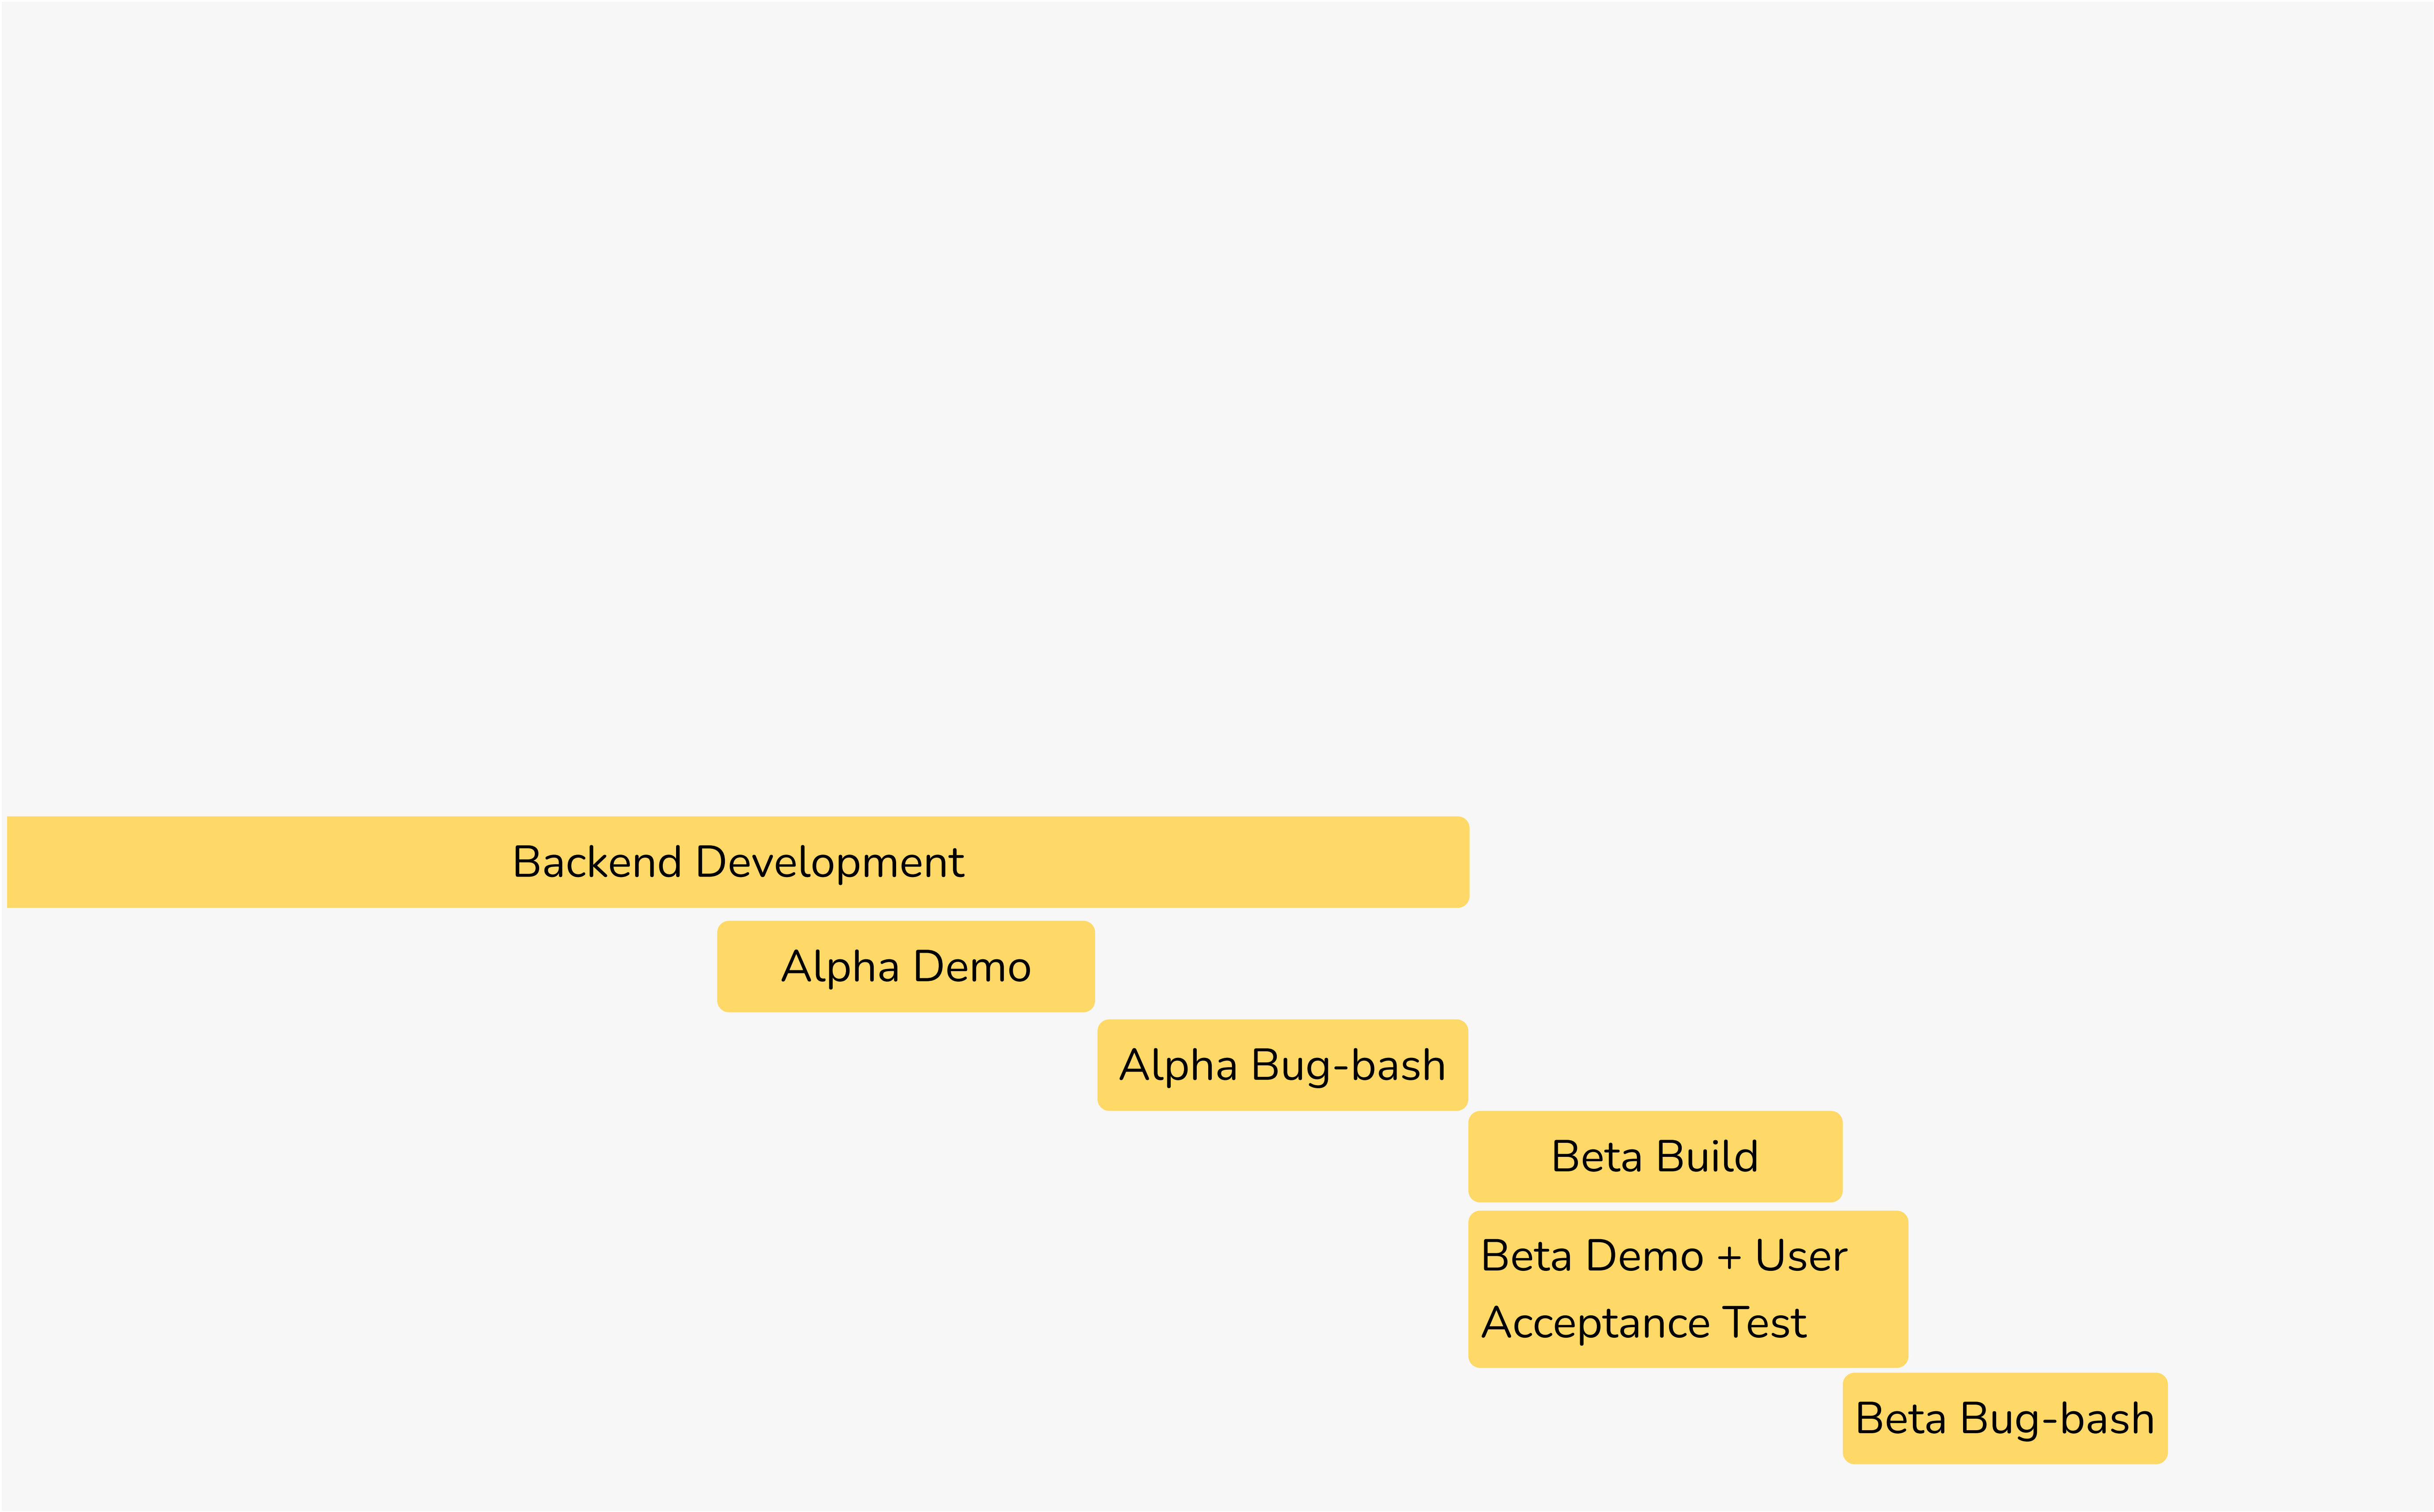 Backend Development
Alpha Demo
Alpha Bug-bash
Beta Build
Beta Demo + User
Acceptance Test
Beta Bug-bash